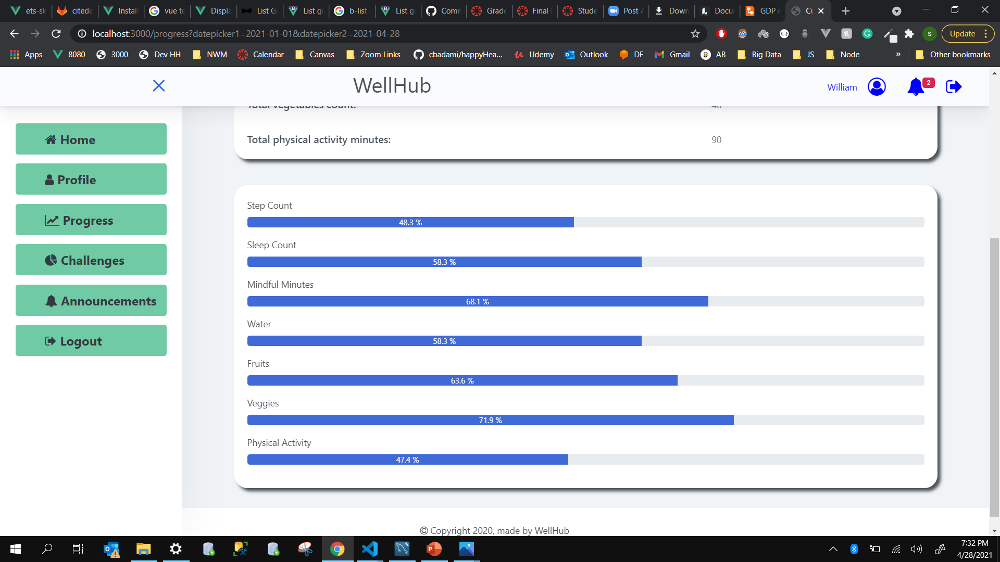 ets-sk citede Install vue te Displa List G List gr b-list- List gr Comm Grade Final Stude Post A Down Docu GDP e Cu
localhost:3000/progress?datepicker1=2021-01-01&datepicker2=2021-04-28 S Update
Apps 8080 3000 Dev HH NWM Calendar Canvas Zoom Links cbadami/happyHea... Udemy Outlook DF Gmail AB Big Data JS Node » Other bookmarks
WellHub William 2
Home
Profile
Progress
Challenges
Announcements
Logout
Total vegetables count:
Total physical activity minutes: 90
Step Count
48.3 %
Sleep Count
58.3 %
Mindful Minutes
68.1 %
Water
58.3 %
Fruits
63.6 %
Veggies
71.9 %
Physical Activity
47.4 %
© Copyright 2020, made by WellHub
7:32 PM
4/28/2021